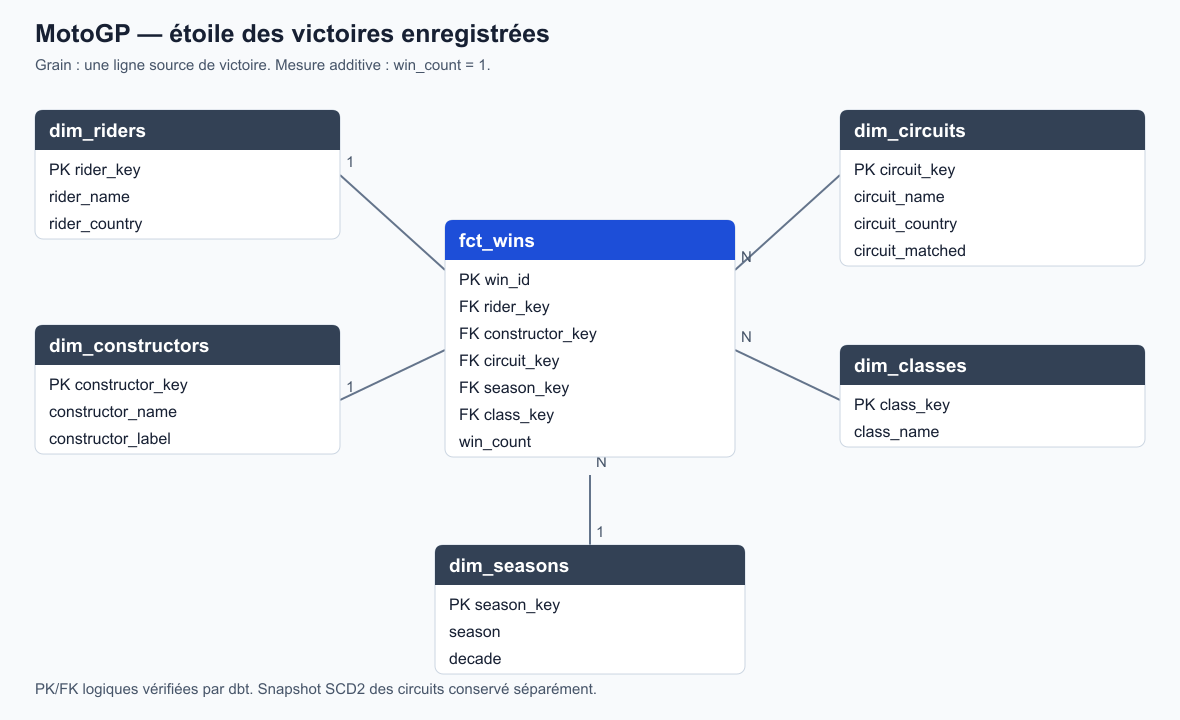 MotoGP — étoile des victoires enregistrées
Grain : une ligne source de victoire. Mesure additive : win_count = 1.
dim_riders
PK rider_key
rider_name
rider_country
1
dim_circuits
PK circuit_key
circuit_name
circuit_country
circuit_matched
N
fct_wins
PK win_id
FK rider_key
FK constructor_key
FK circuit_key
FK season_key
FK class_key
win_count
N
dim_constructors
PK constructor_key
constructor_name
constructor_label
1
dim_classes
PK class_key
class_name
N
1
dim_seasons
PK season_key
season
decade
PK/FK logiques vérifiées par dbt. Snapshot SCD2 des circuits conservé séparément.